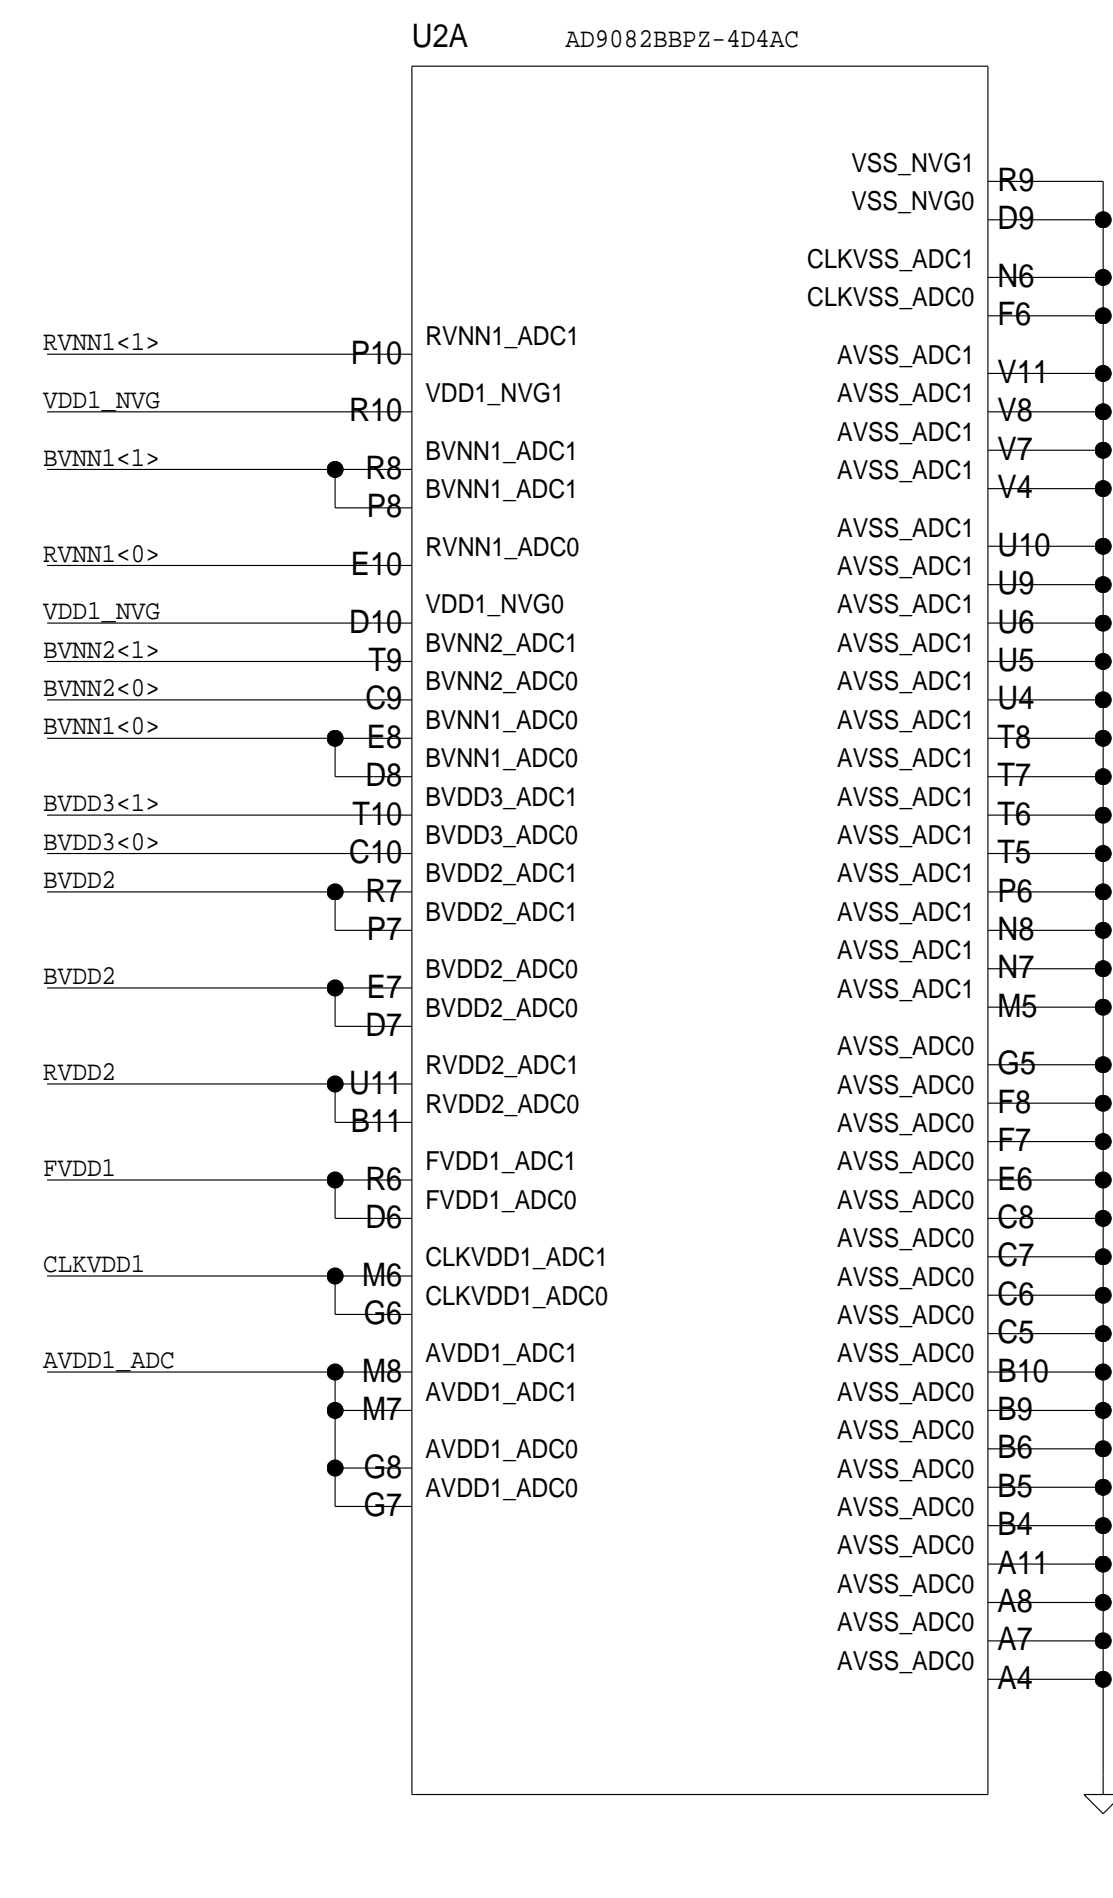 U2A AD9082BBPZ-4D4AC
VSS_NVG1 R9
VSS_NVG0 D9
CLKVSS_ADC1 N6
CLKVSS_ADC0 F6
RVNN1<1> P10 RVNN1_ADC1
AVSS_ADC1 V11
VDD1_NVG R10 VDD1_NVG1 AVSS_ADC1 V8
AVSS_ADC1 V7
BVNN1<1> R8 BVNN1_ADC1 AVSS_ADC1 V4
P8 BVNN1_ADC1
AVSS_ADC1 U10
RVNN1<0> E10 RVNN1_ADC0 AVSS_ADC1 U9
VDD1_NVG D10 VDD1_NVG0 AVSS_ADC1 U6
BVNN2<1> T9 BVNN2_ADC1 AVSS_ADC1 U5
BVNN2<0> C9 BVNN2_ADC0 AVSS_ADC1 U4
BVNN1<0> E8 BVNN1_ADC0 AVSS_ADC1 T8
D8 BVNN1_ADC0 AVSS_ADC1 T7
BVDD3<1> T10 BVDD3_ADC1 AVSS_ADC1 T6
BVDD3<0> C10 BVDD3_ADC0 AVSS_ADC1 T5
BVDD2 R7 BVDD2_ADC1 AVSS_ADC1 P6
P7 BVDD2_ADC1 AVSS_ADC1 N8
AVSS_ADC1 N7
BVDD2 E7 BVDD2_ADC0 AVSS_ADC1 M5
D7 BVDD2_ADC0
AVSS_ADC0 G5
RVDD2 U11 RVDD2_ADC1 AVSS_ADC0 F8
B11 RVDD2_ADC0 AVSS_ADC0 F7
FVDD1 R6 FVDD1_ADC1 AVSS_ADC0 E6
D6 FVDD1_ADC0 AVSS_ADC0 C8
AVSS_ADC0 C7
CLKVDD1 M6 CLKVDD1_ADC1 AVSS_ADC0 C6
G6 CLKVDD1_ADC0 AVSS_ADC0 C5
AVDD1_ADC M8 AVDD1_ADC1 AVSS_ADC0 B10
M7 AVDD1_ADC1 AVSS_ADC0 B9
AVSS_ADC0 B6
G8 AVDD1_ADC0 AVSS_ADC0 B5
G7 AVDD1_ADC0 AVSS_ADC0 B4
AVSS_ADC0 A11
AVSS_ADC0 A8
AVSS_ADC0 A7
AVSS_ADC0 A4